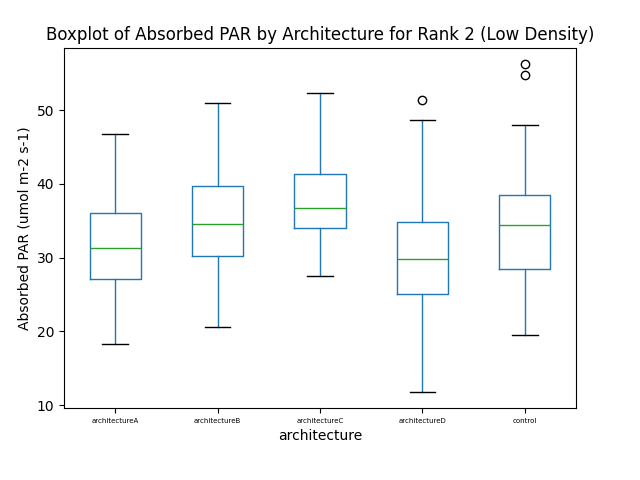 Boxplot of Absorbed PAR by Architecture for Rank 2 (Low Density)
Absorbed PAR (umol m-2 s-1)
50
40
30
20
10
architectureA architectureB architectureC architectureD control
architecture